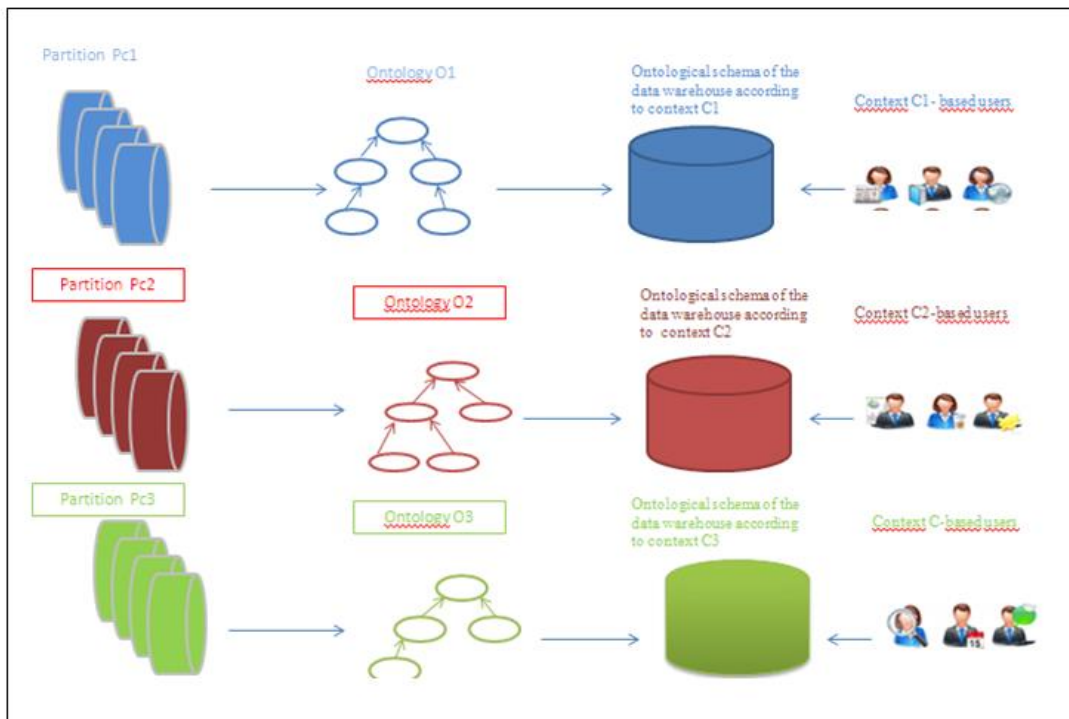 Partition Pc1
Ontology O1
Ontological schema of the
data warehouse according
to context C1
Context C1- based users
Partition Pc2
Ontology O2
Ontological schema of the
data warehouse according
to context C2
Context C2-based users
Partition Pc3
Ontology O3
Ontological schema of the
data warehouse according
to context C3
Context C-based users
15